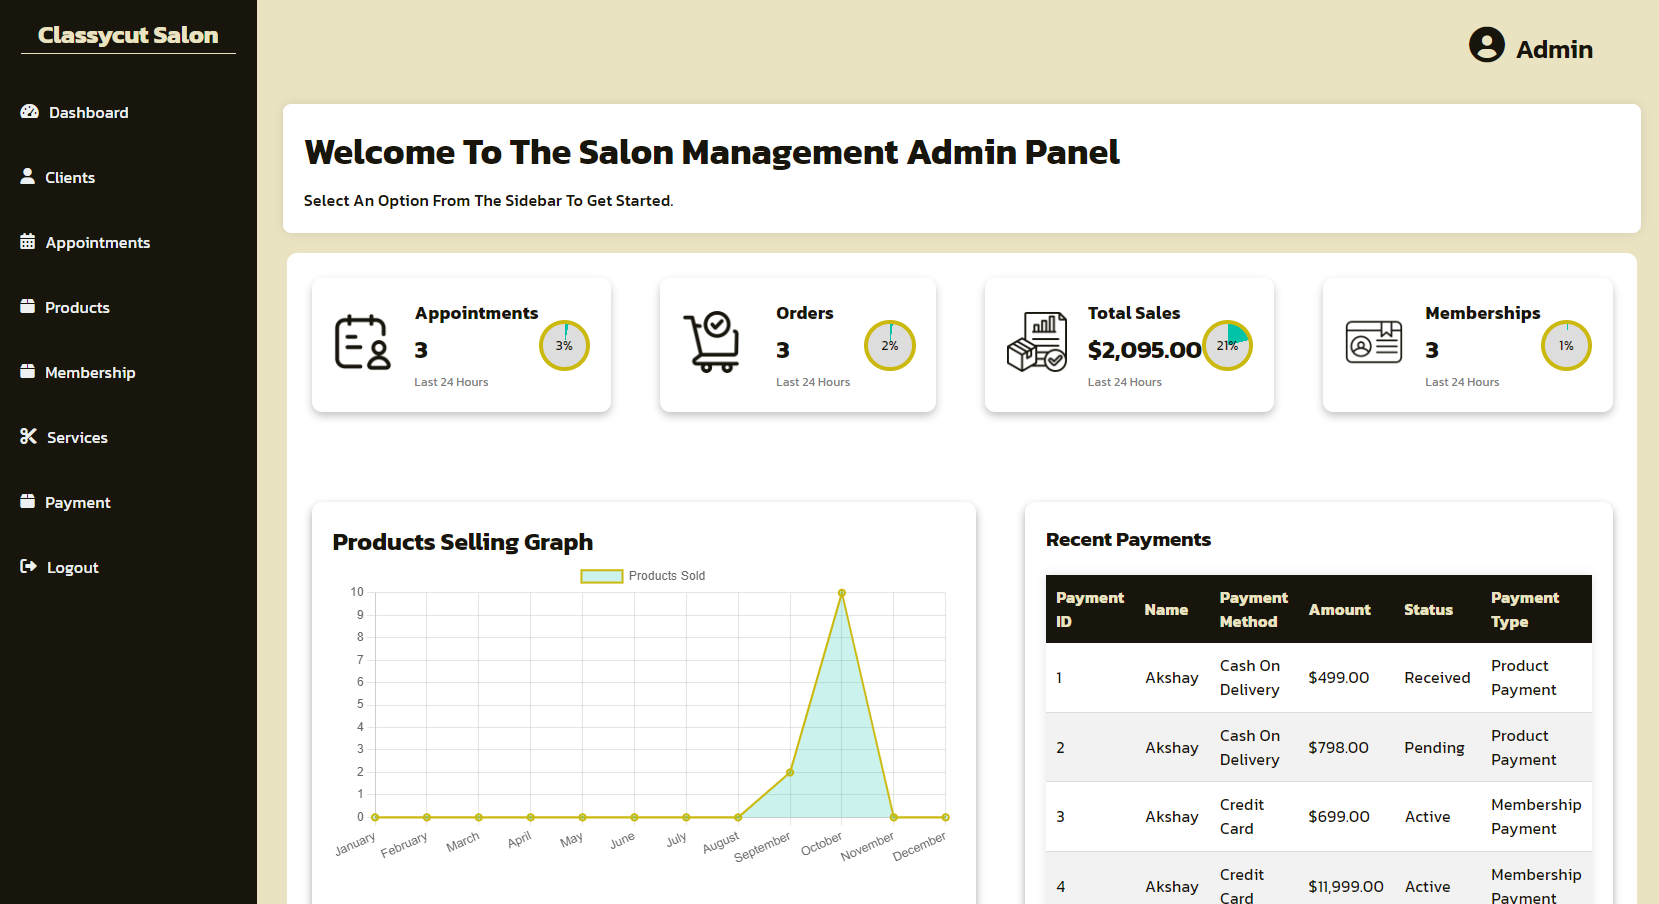 Classycut Salon
Dashboard
Clients
Appointments
Products
Membership
Services
Payment
Logout
Admin
Welcome To The Salon Management Admin Panel
Select An Option From The Sidebar To Get Started.
Appointments
3
Last 24 Hours
3%
Orders
3
Last 24 Hours
2%
Total Sales
$2,095.00
Last 24 Hours
21%
Memberships
3
Last 24 Hours
1%
Products Selling Graph
Products Sold
10
9
8
7
6
5
4
3
2
1
0
January
February
March
April
May
June
July
August
September
October
November
December
Recent Payments
Payment ID Name Payment Method Amount Status Payment Type
1 Akshay Cash On Delivery $499.00 Received Product Payment
2 Akshay Cash On Delivery $798.00 Pending Product Payment
3 Akshay Credit Card $699.00 Active Membership Payment
4 Akshay Credit Card $11,999.00 Active Membership Payment